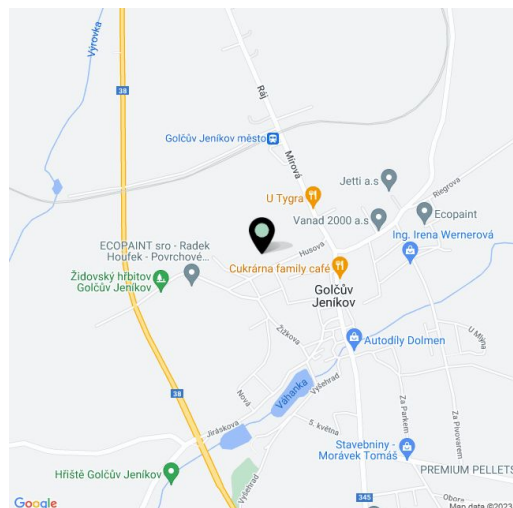 Výrovka
38
Ráj
Golčův Jeníkov město
Mírová
Jetti a.s
Riegrova
U Tygra
Vanad 2000 a.s
Ecopaint
Ing. Irena Wernerová
ECOPAINT sro - Radek
Houfek - Povrchové...
Husova
Cukrárna family café
Židovský hřbitov
Golčův Jeníkov
Golčův
Jeníkov
Žižkova
Autodíly Dolmen
U Mlýna
Váhanka
Vyšehrad
Nová
38
Za Parkem
Za Pivovarem
Jiráskova
5. května
Stavebniny -
Morávek Tomáš
Hřiště Golčův Jeníkov
PREMIUM PELLETS
Vyšehrad
345
Obora
Google
Map data ©2023